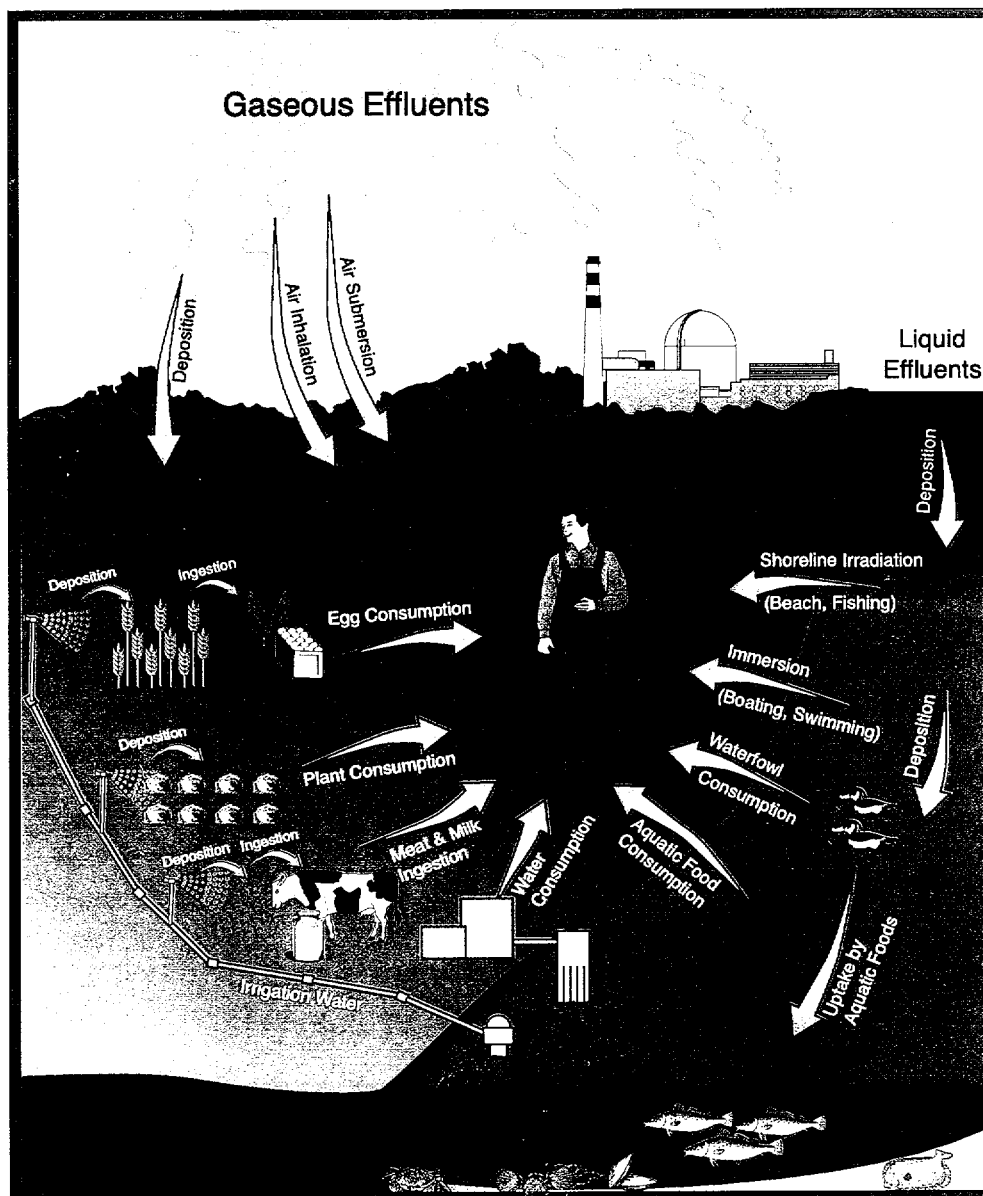 Gaseous Effluents
Deposition
Air Inhalation
Air Submersion
Liquid
Effluents
Deposition
Shoreline Irradiation
(Beach, Fishing)
Deposition
Ingestion
Egg Consumption
Immersion
(Boating, Swimming)
Deposition
Deposition
Plant Consumption
Waterfowl
Consumption
Deposition
Ingestion
Meat & Milk
Ingestion
Water
Consumption
Aquatic Food
Consumption
Uptake by
Aquatic Foods
Irrigation Water